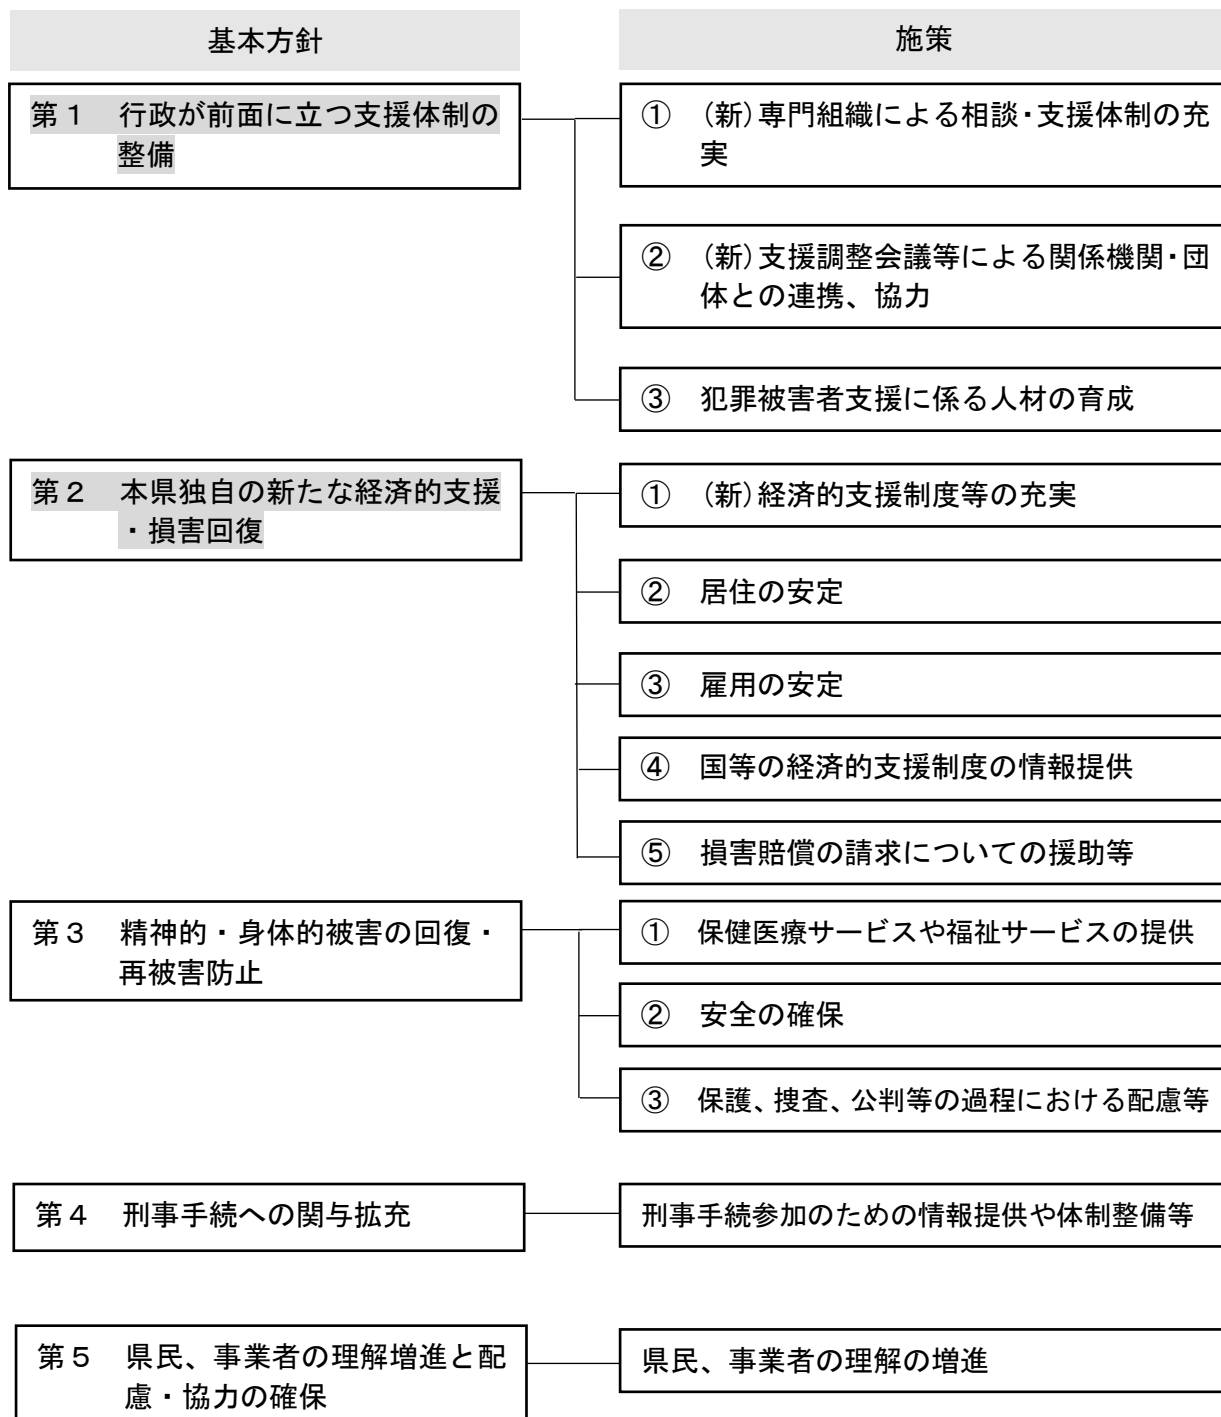 基本方針
施策
第1 行政が前面に立つ支援体制の
整備
① (新)専門組織による相談・支援体制の充
実
② (新)支援調整会議等による関係機関・団
体との連携、協力
③ 犯罪被害者支援に係る人材の育成
第2 本県独自の新たな経済的支援
・損害回復
① (新)経済的支援制度等の充実
② 居住の安定
③ 雇用の安定
④ 国等の経済的支援制度の情報提供
⑤ 損害賠償の請求についての援助等
第3 精神的・身体的被害の回復・
再被害防止
① 保健医療サービスや福祉サービスの提供
② 安全の確保
③ 保護、捜査、公判等の過程における配慮等
第4 刑事手続への関与拡充
刑事手続参加のための情報提供や体制整備等
第5 県民、事業者の理解増進と配
慮・協力の確保
県民、事業者の理解の増進